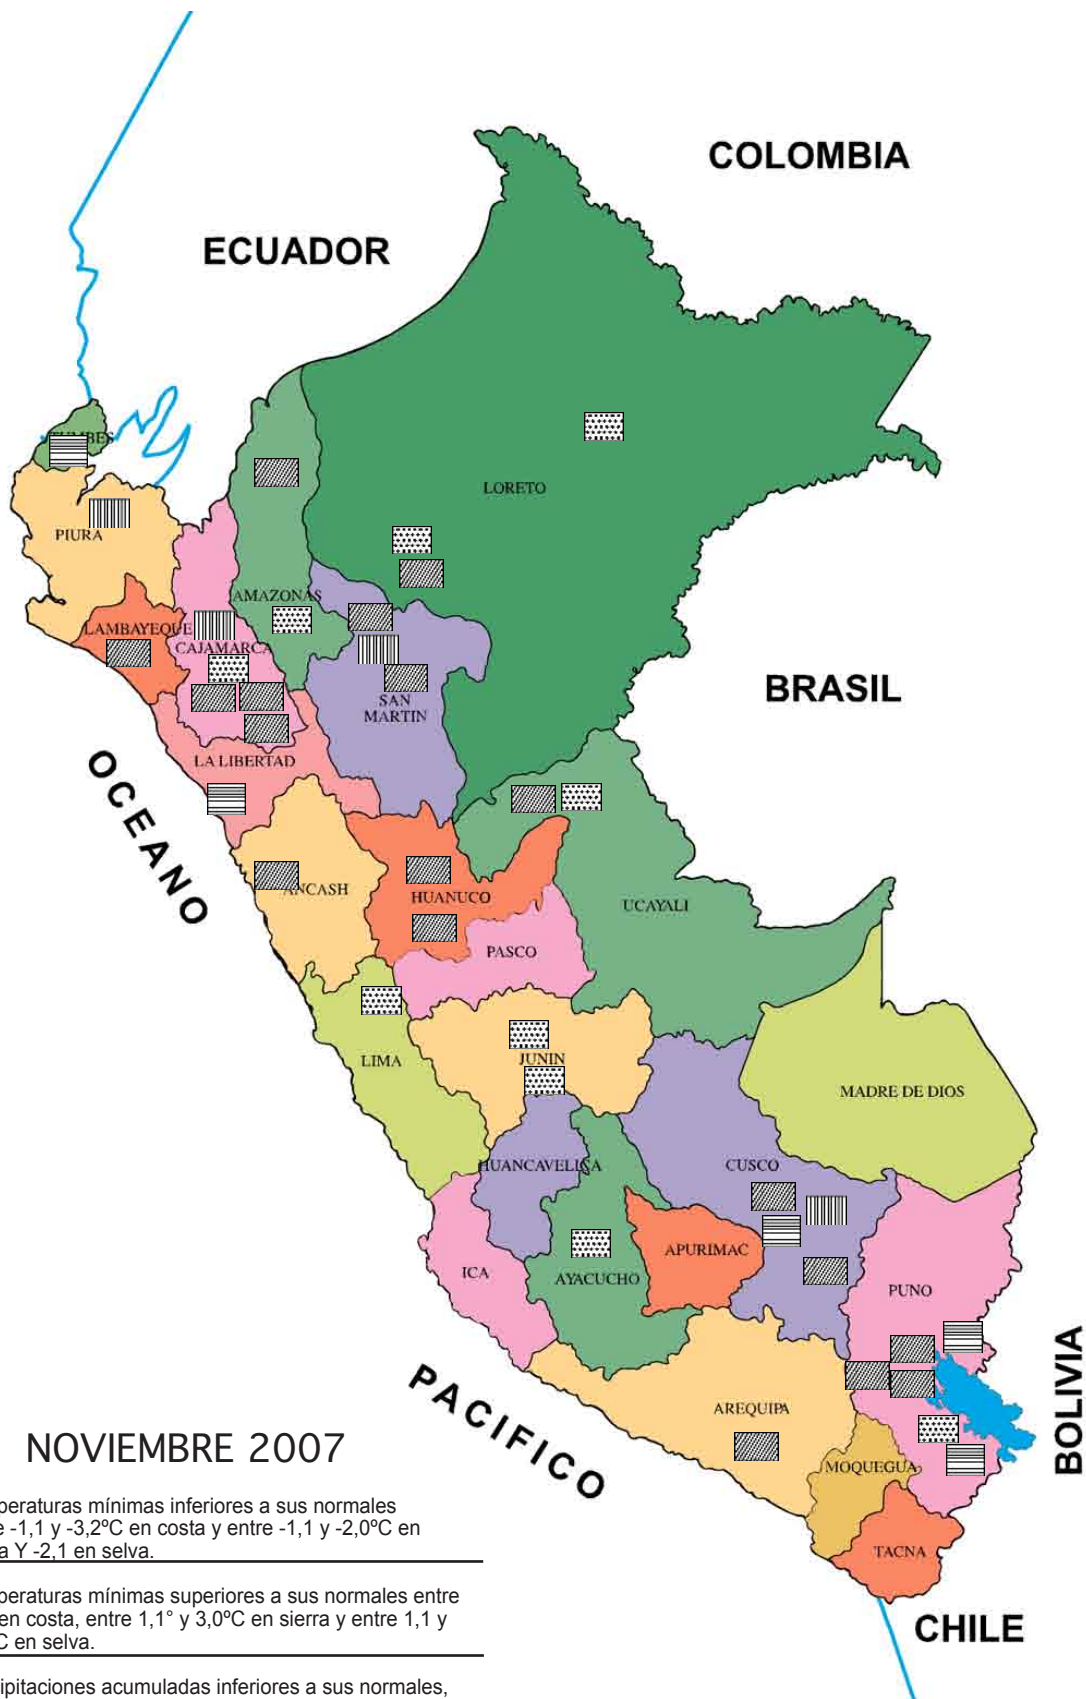 COLOMBIA
ECUADOR
TUMBES
LORETO
PIURA
AMAZONAS
LAMBAYEQUE
CAJAMARCA
BRASIL
SAN
MARTIN
LA LIBERTAD
OCEANO
ANCASH
HUANUCO
UCAYALI
PASCO
LIMA
JUNIN
MADRE DE DIOS
HUANCAVELICA
CUSCO
APURIMAC
ICA
AYACUCHO
PUNO
BOLIVIA
PACIFICO
AREQUIPA
NOVIEMBRE 2007
MOQUEGUA
peraturas mínimas inferiores a sus normales
e -1,1 y -3,2ºC en costa y entre -1,1 y -2,0ºC en
a Y -2,1 en selva.
TACNA
peraturas mínimas superiores a sus normales entre
en costa, entre 1,1° y 3,0ºC en sierra y entre 1,1 y
C en selva.
CHILE
ipitaciones acumuladas inferiores a sus normales,